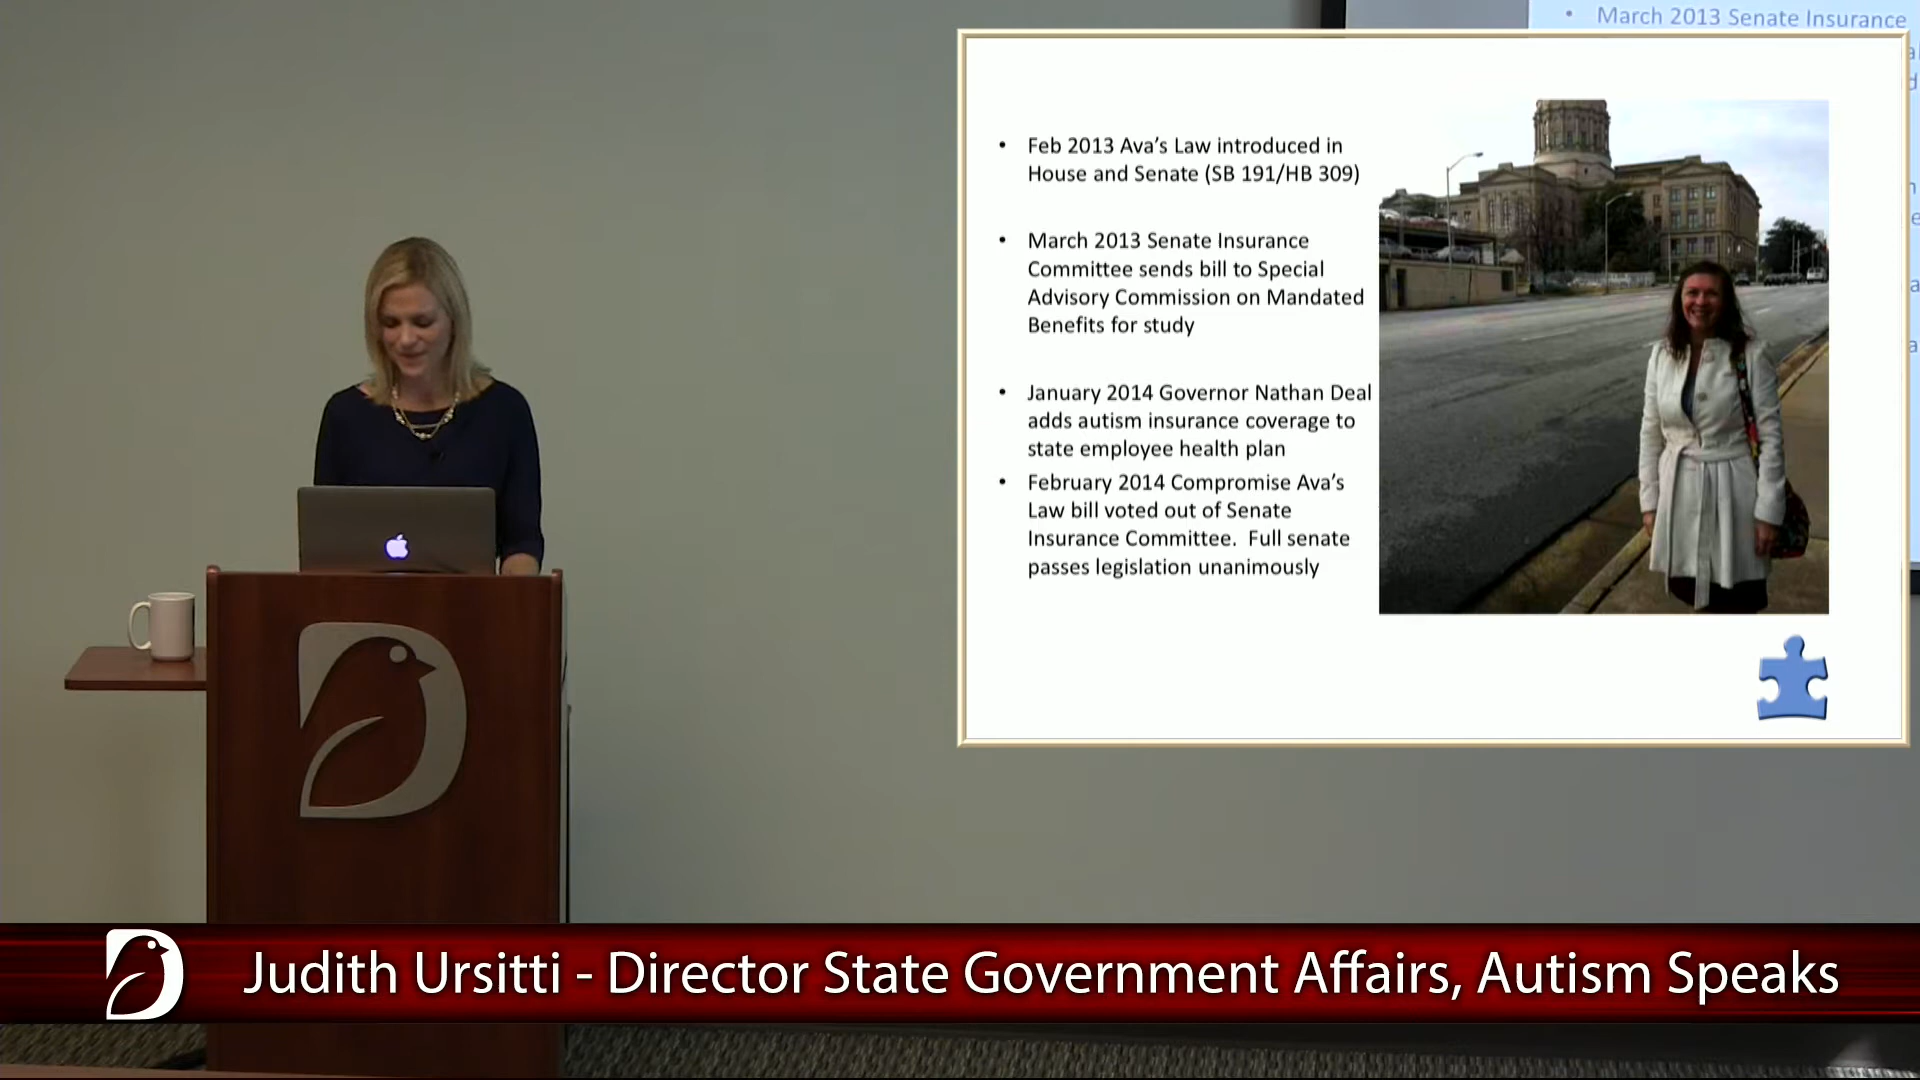 March 2013 Senate Insurance
• Feb 2013 Ava's Law introduced in
House and Senate (SB 191/HB 309)
• March 2013 Senate Insurance
Committee sends bill to Special
Advisory Commission on Mandated
Benefits for study
• January 2014 Governor Nathan Deal
adds autism insurance coverage to
state employee health plan
• February 2014 Compromise Ava's
Law bill voted out of Senate
Insurance Committee.  Full senate
passes legislation unanimously
Judith Ursitti - Director State Government Affairs, Autism Speaks